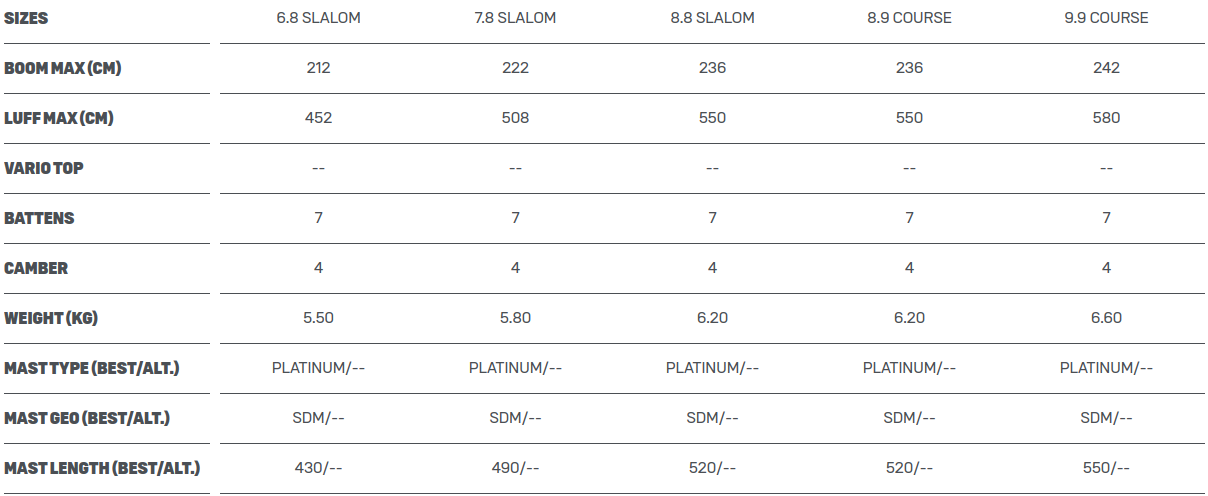 SIZES 6.8 SLALOM 7.8 SLALOM 8.8 SLALOM 8.9 COURSE 9.9 COURSE
BOOM MAX (CM) 212 222 236 236 242
LUFF MAX (CM) 452 508 550 550 580
VARIO TOP -- -- -- -- --
BATTENS 7 7 7 7 7
CAMBER 4 4 4 4 4
WEIGHT (KG) 5.50 5.80 6.20 6.20 6.60
MAST TYPE (BEST/ALT.) PLATINUM/-- PLATINUM/-- PLATINUM/-- PLATINUM/-- PLATINUM/--
MAST GEO (BEST/ALT.) SDM/-- SDM/-- SDM/-- SDM/-- SDM/--
MAST LENGTH (BEST/ALT.) 430/-- 490/-- 520/-- 520/-- 550/--